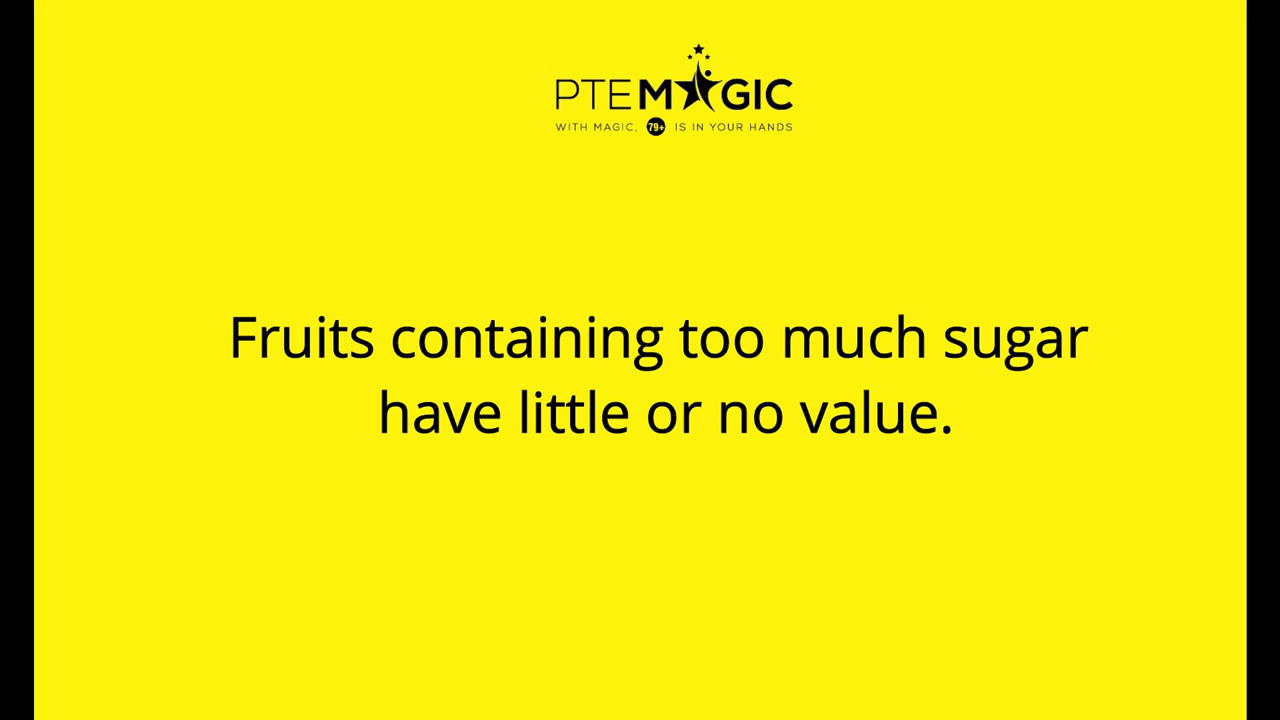 PTEMAGIC
WITH MAGIC, 79+ IS IN YOUR HANDS
Fruits containing too much sugar
have little or no value.